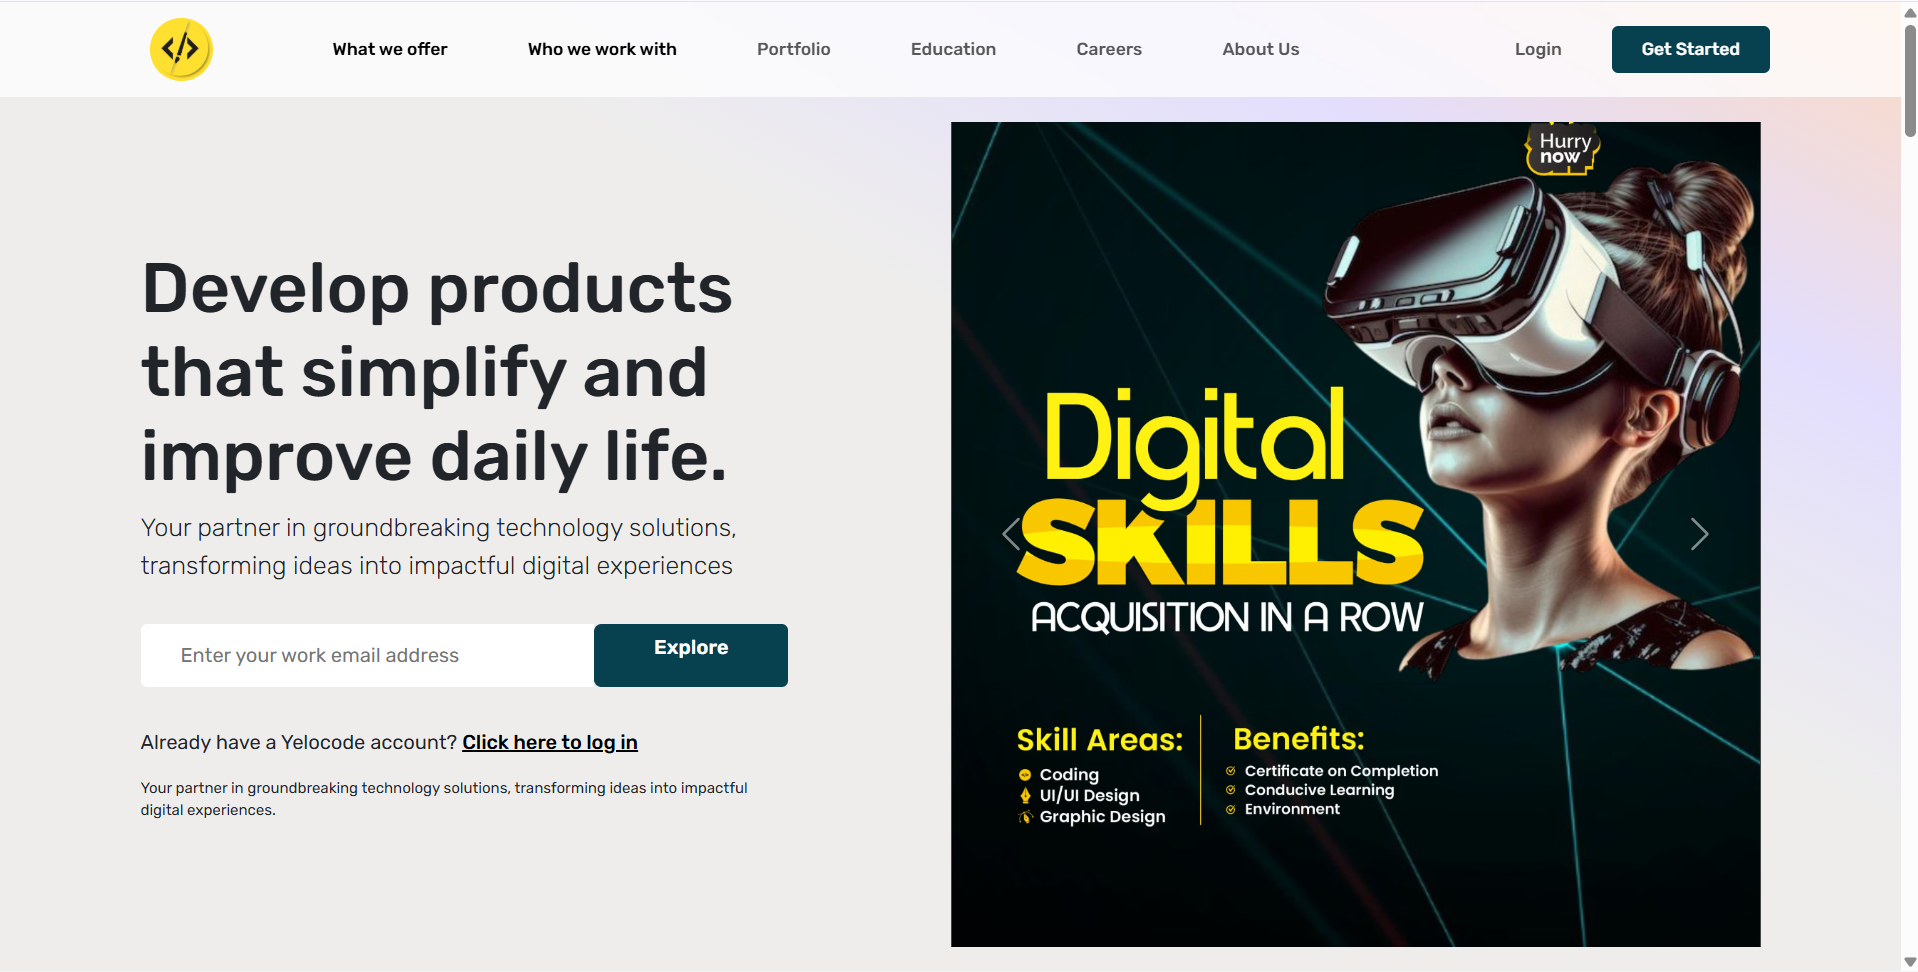 What we offer
Who we work with
Portfolio
Education
Careers
About Us
Login
Get Started
Develop products
that simplify and
improve daily life.
Your partner in groundbreaking technology solutions,
transforming ideas into impactful digital experiences
Enter your work email address
Explore
Already have a Yelocode account? Click here to log in
Your partner in groundbreaking technology solutions, transforming ideas into impactful
digital experiences.
Hurry
now
Digital
SKILLS
ACQUISITION IN A ROW
Skill Areas:
Coding
UI/UI Design
Graphic Design
Benefits:
Certificate on Completion
Conducive Learning
Environment